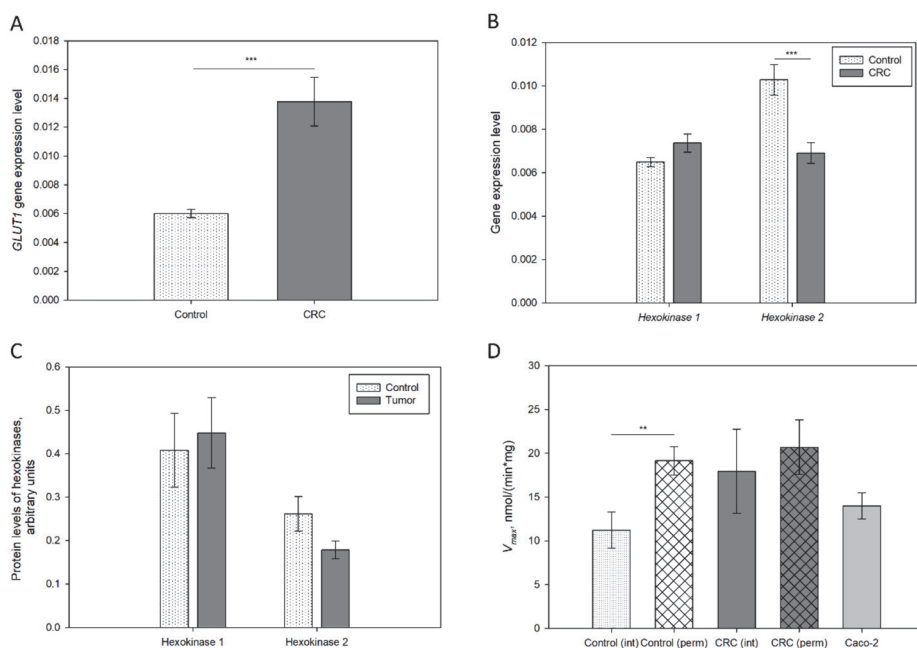 A
GLUT1 gene expression level
0.018
0.016
0.014
0.012
0.010
0.008
0.006
0.004
0.002
0.000
***
Control
CRC
B
Gene expression level
0.012
0.010
0.008
0.006
0.004
0.002
0.000
***
Control
CRC
Hexokinase 1
Hexokinase 2
C
Protein levels of hexokinases,
arbitrary units
0.6
0.5
0.4
0.3
0.2
0.1
0.0
Control
Tumor
Hexokinase 1
Hexokinase 2
D
Vmax, nmol/(min*mg)
30
25
20
15
10
5
0
**
Control (int)
Control (perm)
CRC (int)
CRC (perm)
Caco-2